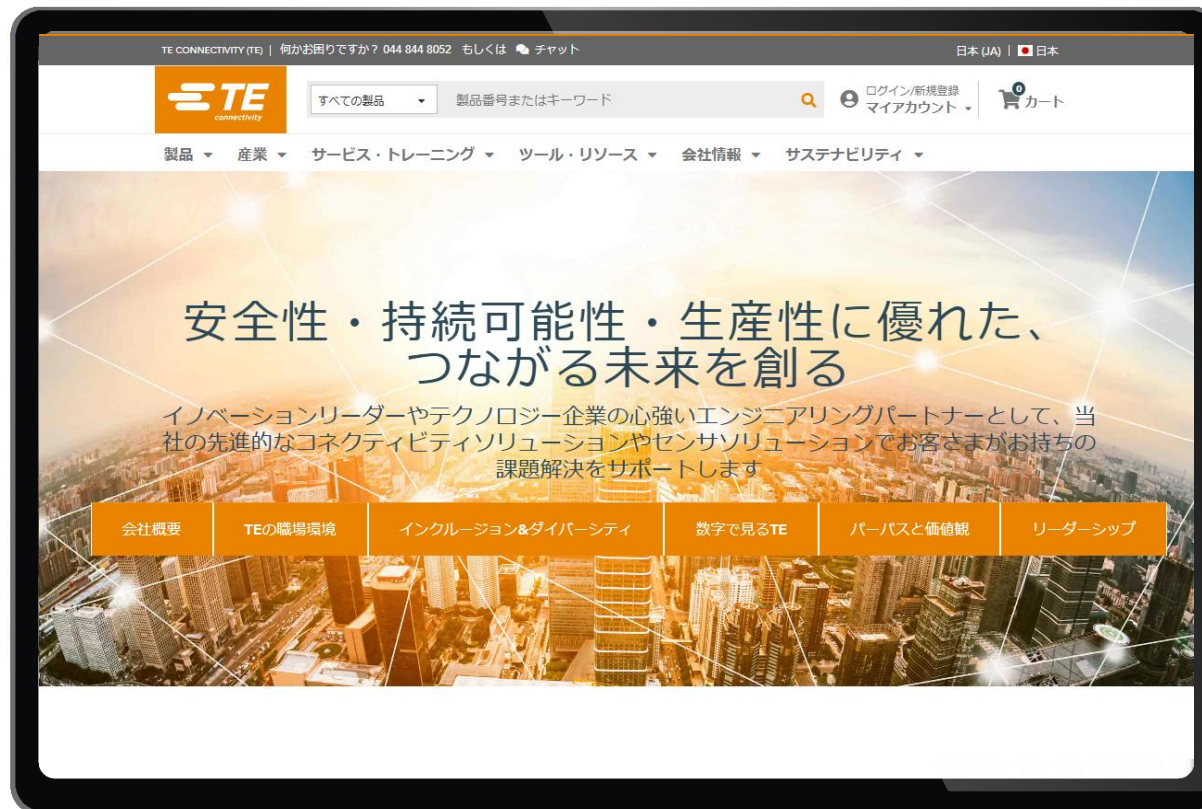 TE CONNECTIVITY (TE) | 何かお困りですか? 044 844 8052 もしくは チャット 日本 (JA) | 日本
TE
connectivity
すべての製品 製品番号またはキーワード
ログイン/新規登録
マイアカウント
0
カート
製品 産業 サービス・トレーニング ツール・リソース 会社情報 サステナビリティ
安全性・持続可能性・生産性に優れた、
つながる未来を創る
イノベーションリーダーやテクノロジー企業の心強いエンジニアリングパートナーとして、当
社の先進的なコネクティビティソリューションやセンサソリューションでお客さまがお持ちの
課題解決をサポートします
会社概要 TEの職場環境 インクルージョン&ダイバーシティ 数字で見るTE パーパスと価値観 リーダーシップ